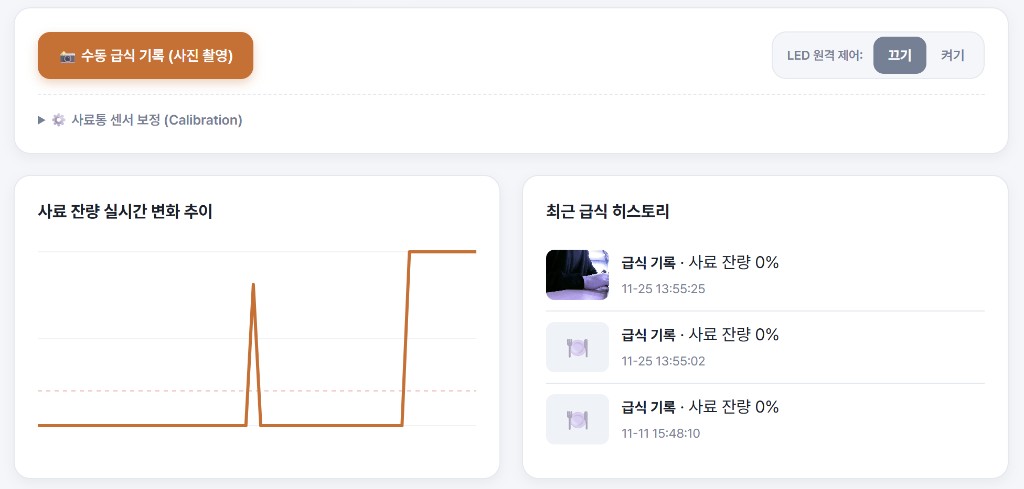 수동 급식 기록 (사진 촬영)
LED 원격 제어: 끄기 켜기
사료통 센서 보정 (Calibration)
사료 잔량 실시간 변화 추이
최근 급식 히스토리
급식 기록 · 사료 잔량 0%
11-25 13:55:25
급식 기록 · 사료 잔량 0%
11-25 13:55:02
급식 기록 · 사료 잔량 0%
11-11 15:48:10